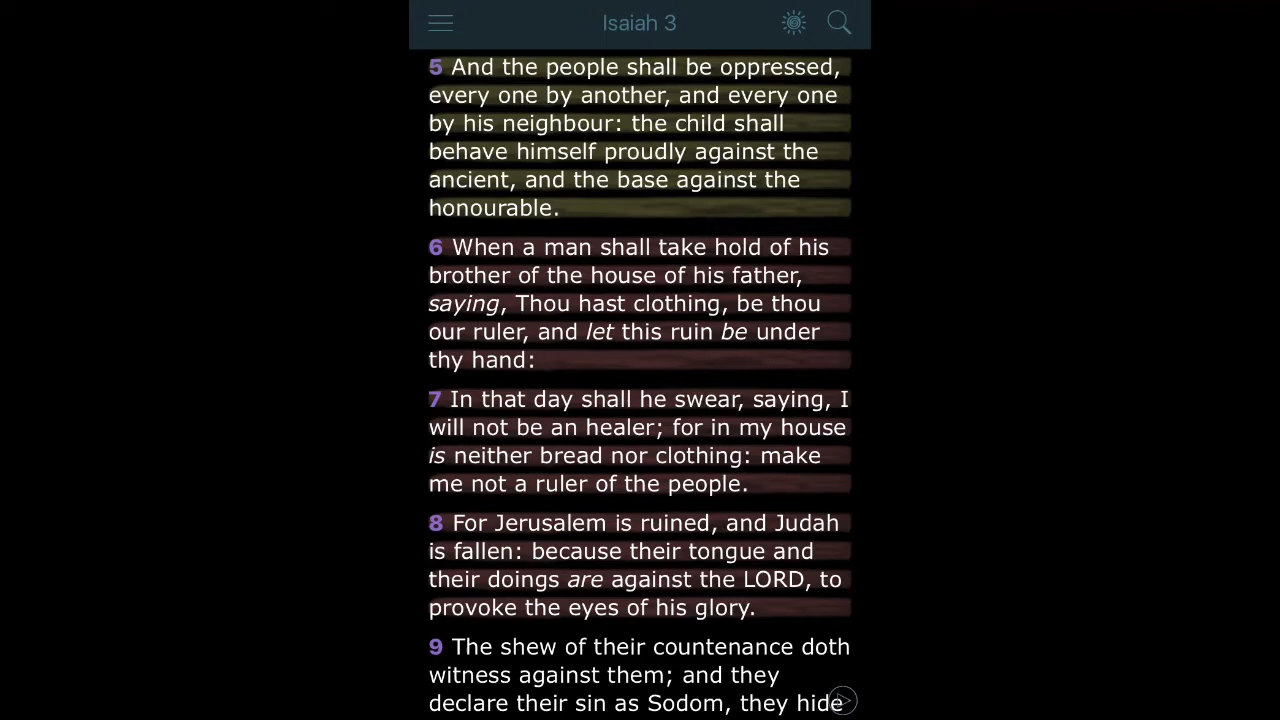 Isaiah 3
5 And the people shall be oppressed,
every one by another, and every one
by his neighbour: the child shall
behave himself proudly against the
ancient, and the base against the
honourable.
6 When a man shall take hold of his
brother of the house of his father,
saying, Thou hast clothing, be thou
our ruler, and let this ruin be under
thy hand:
7 In that day shall he swear, saying, I
will not be an healer; for in my house
is neither bread nor clothing: make
me not a ruler of the people.
8 For Jerusalem is ruined, and Judah
is fallen: because their tongue and
their doings are against the LORD, to
provoke the eyes of his glory.
9 The shew of their countenance doth
witness against them; and they
declare their sin as Sodom, they hide